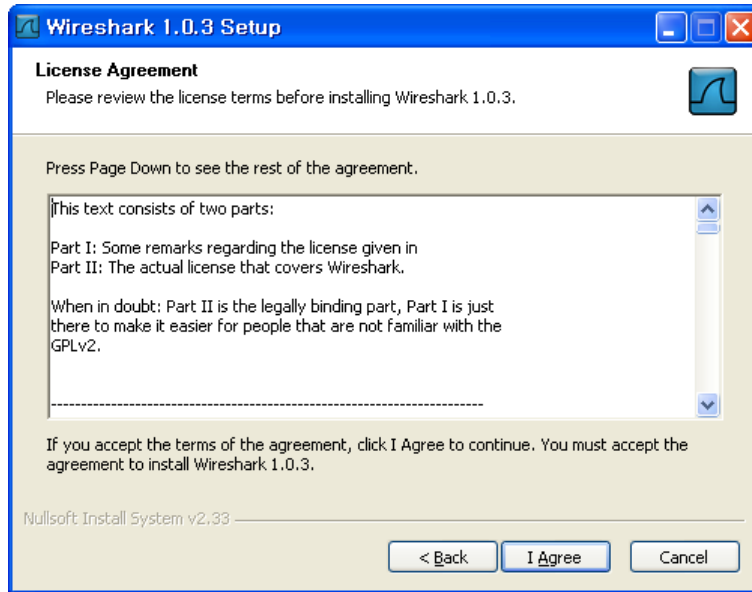 Wireshark 1.0.3 Setup
License Agreement
Please review the license terms before installing Wireshark 1.0.3.
Press Page Down to see the rest of the agreement.
This text consists of two parts:
Part I: Some remarks regarding the license given in
Part II: The actual license that covers Wireshark.
When in doubt: Part II is the legally binding part, Part I is just
there to make it easier for people that are not familiar with the
GPLv2.
------------------------------------------------------------------------
If you accept the terms of the agreement, click I Agree to continue. You must accept the
agreement to install Wireshark 1.0.3.
Nullsoft Install System v2.33
< Back I Agree Cancel